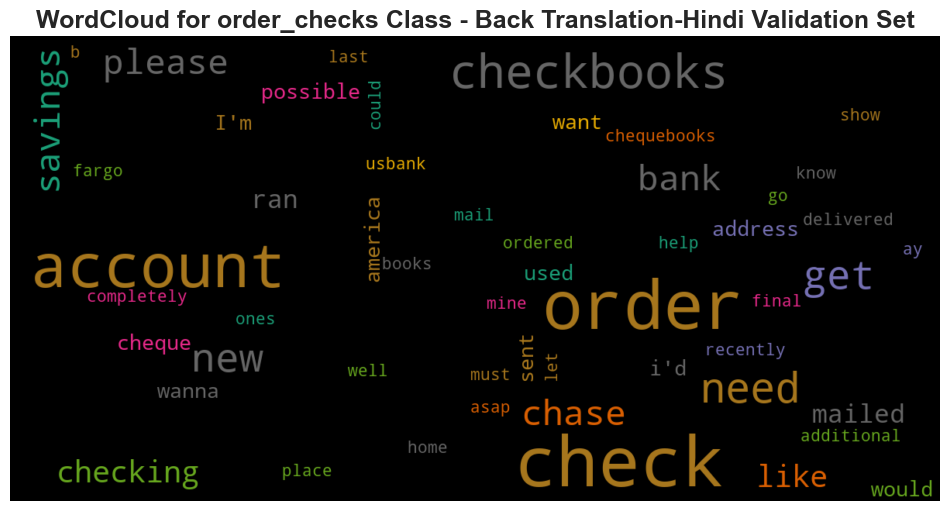 WordCloud for order_checks Class - Back Translation-Hindi Validation Set
b
last
please
checkbooks
savings
possible
could
I'm
want
show
chequebooks
usbank
fargo
bank
know
go
ran
america
mail
address
delivered
ordered
help
ay
account
books
used
get
completely
mine
order
final
ones
cheque
new
sent
let
i'd
recently
well
must
need
wanna
asap
chase
mailed
home
additional
checking
place
check
like
would